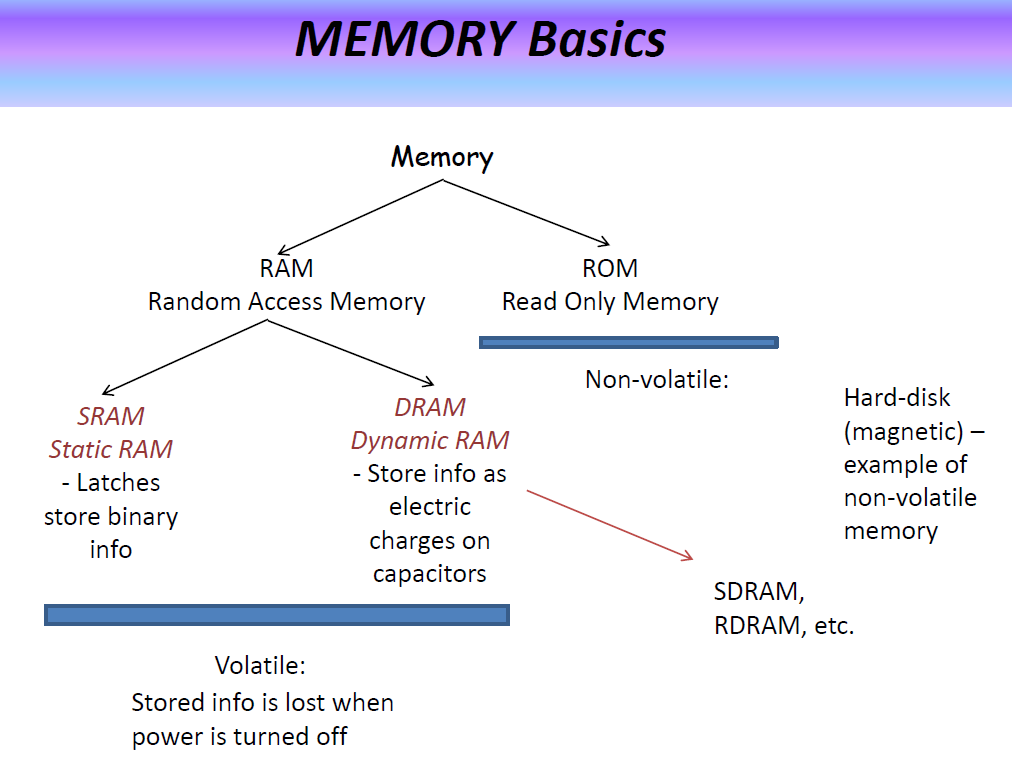 MEMORY Basics
Memory
RAM
Random Access Memory
ROM
Read Only Memory
Non-volatile:
SRAM
Static RAM
- Latches
store binary
info
DRAM
Dynamic RAM
- Store info as
electric
charges on
capacitors
Hard-disk
(magnetic) –
example of
non-volatile
memory
SDRAM,
RDRAM, etc.
Volatile:
Stored info is lost when
power is turned off